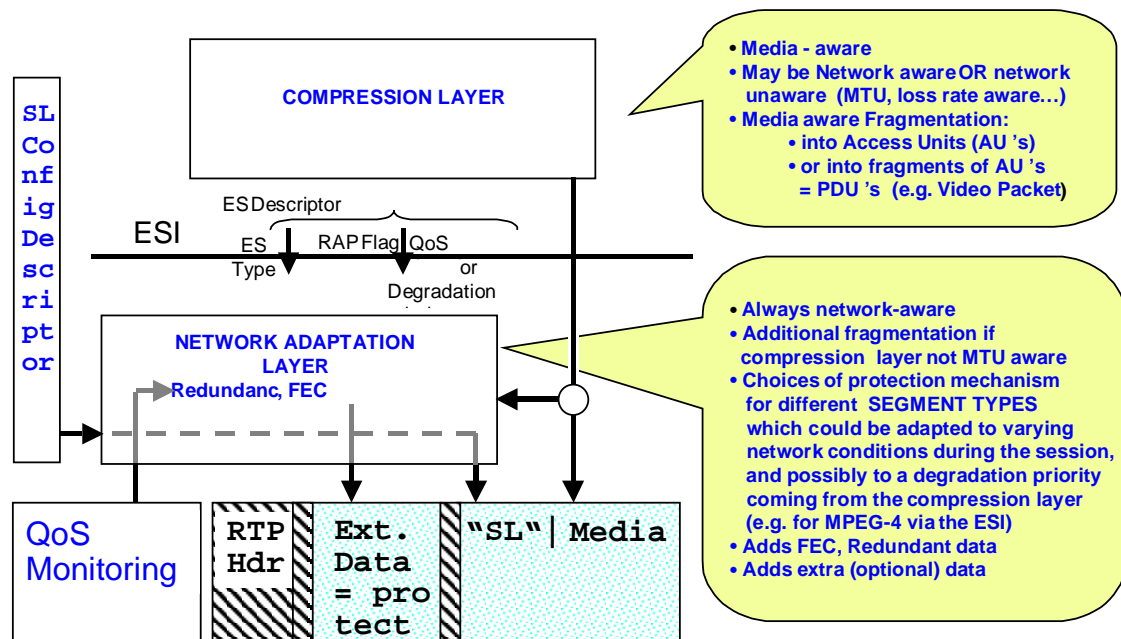 COMPRESSION LAYER
• Media - aware
• May be Network aware OR network
unaware (MTU, loss rate aware…)
• Media aware Fragmentation:
• into Access Units (AU 's)
• or into fragments of AU 's
= PDU 's (e.g. Video Packet)
SL
Co
nf
ig
De
sc
ri
pt
or
ES Descriptor
ESI
ES
Type
RAP Flag
QoS
or
Degradation
NETWORK ADAPTATION
LAYER
Redundanc, FEC
• Always network-aware
• Additional fragmentation if
compression layer not MTU aware
• Choices of protection mechanism
for different SEGMENT TYPES
which could be adapted to varying
network conditions during the session,
and possibly to a degradation priority
coming from the compression layer
(e.g. for MPEG-4 via the ESI)
• Adds FEC, Redundant data
• Adds extra (optional) data
QoS
Monitoring
RTP
Hdr
Ext.
Data
= pro
tect
"SL"| Media